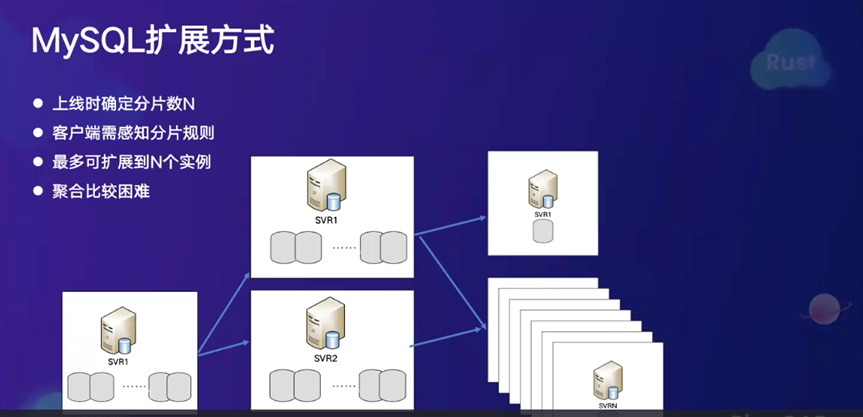 MySQL扩展方式
Rust
上线时确定分片数N
客户端需感知分片规则
最多可扩展到N个实例
聚合比较困难
SVR1
......
SVR1
SVR2
......
SVR1
......
SVRN